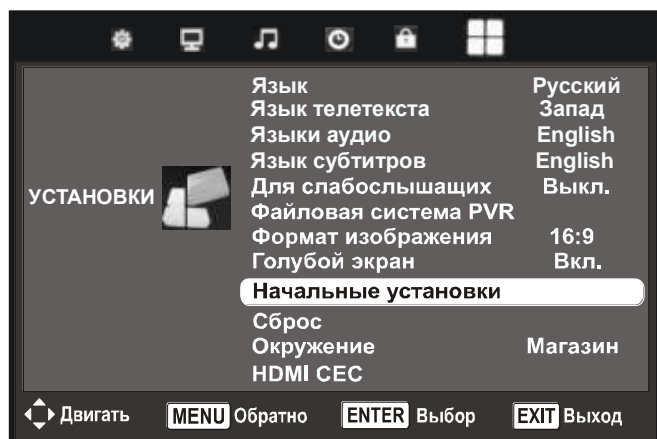 Язык Русский
Язык телетекста Запад
Языки аудио English
Язык субтитров English
УСТАНОВКИ
Для слабослышащих Выкл.
Файловая система PVR
Формат изображения 16:9
Голубой экран Вкл.
Начальные установки
Сброс
Окружение Магазин
HDMI CEC
Двигать MENU Обратно ENTER Выбор EXIT Выход